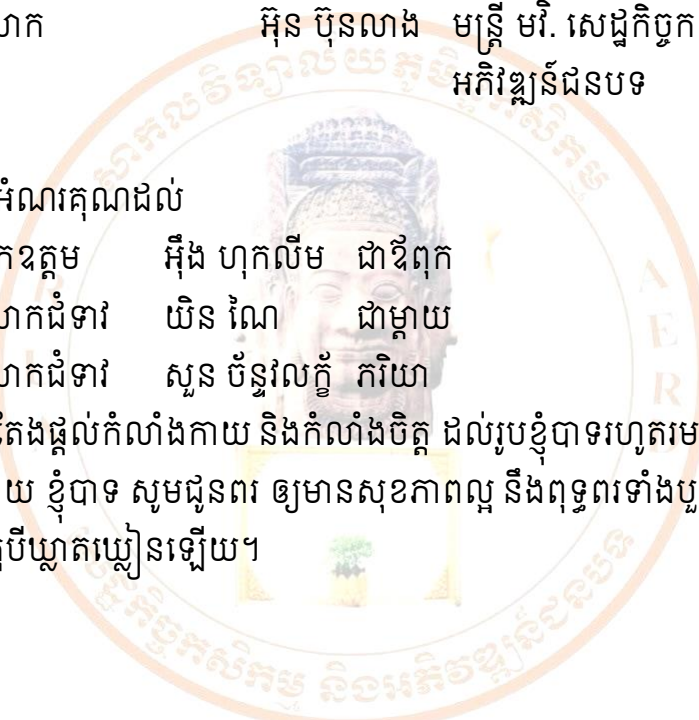 អ៊ុន ប៊ុនលាង មន្ត្រី មវិ. សេដ្ឋកិច្ចក
អភិវឌ្ឍន៍ជនបទ
អំណរគុណដល់
កឧត្តម អ៊ឹង ហុកលីម ជាឪពុក
លោកជំទាវ យិន ណៃ ជាម្តាយ
លោកជំទាវ សួន ច័ន្ទវលក្ខ័ ភរិយា
តែងផ្តល់កំលាំងកាយ និងកំលាំងចិត្ត ដល់រូបខ្ញុំបាទរហូតរម
យ ខ្ញុំបាទ សូមជូនពរ ឲ្យមានសុខភាពល្អ នឹងពុទ្ធពរទាំងបួ
បីឃ្លាតឃ្លៀនឡើយ។